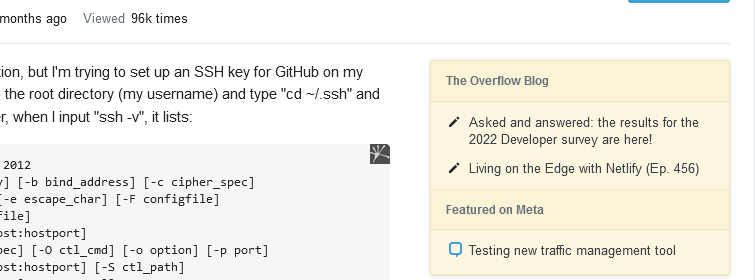 months ago Viewed 96k times
tion, but I'm trying to set up an SSH key for GitHub on my
the root directory (my username) and type "cd ~/.ssh" and
r, when I input "ssh -v", it lists:
2012
y] [-b bind_address] [-c cipher_spec]
[-e escape_char] [-F configfile]
file]
ost:hostport]
pec] [-O ctl_cmd] [-o option] [-p port]
ost:hostport] [-S ctl_path]
The Overflow Blog
Asked and answered: the results for the
2022 Developer survey are here!
Living on the Edge with Netlify (Ep. 456)
Featured on Meta
Testing new traffic management tool